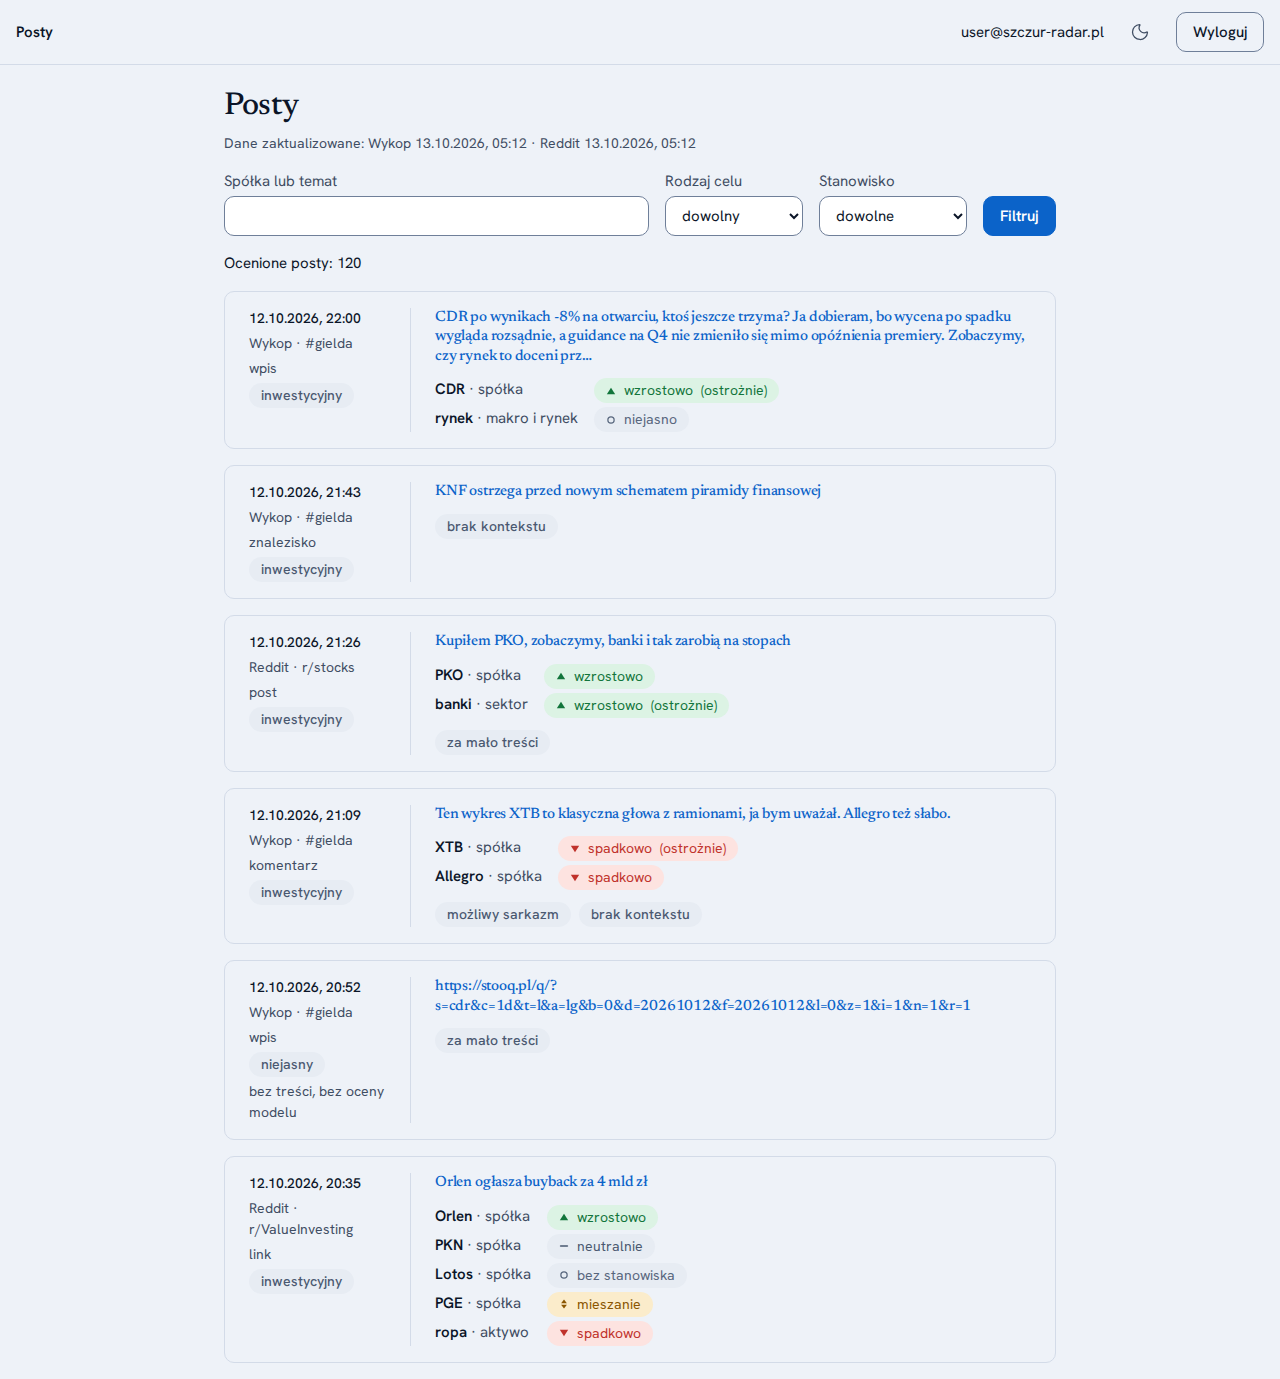 Posty
user@szczur-radar.pl
Wyloguj
Posty
Dane zaktualizowane: Wykop 13.10.2026, 05:12 · Reddit 13.10.2026, 05:12
Spółka lub temat
Rodzaj celu
Stanowisko
dowolny
dowolne
Filtruj
Ocenione posty: 120
12.10.2026, 22:00
Wykop · #gielda
wpis
inwestycyjny
CDR po wynikach -8% na otwarciu, ktoś jeszcze trzyma? Ja dobieram, bo wycena po spadku
wygląda rozsądnie, a guidance na Q4 nie zmieniło się mimo opóźnienia premiery. Zobaczymy,
czy rynek to doceni prz...
CDR · spółka
wzrostowo (ostrożnie)
rynek · makro i rynek
niejasno
12.10.2026, 21:43
Wykop · #gielda
znalezisko
inwestycyjny
KNF ostrzega przed nowym schematem piramidy finansowej
brak kontekstu
12.10.2026, 21:26
Reddit · r/stocks
post
inwestycyjny
Kupiłem PKO, zobaczymy, banki i tak zarobią na stopach
PKO · spółka
wzrostowo
banki · sektor
wzrostowo (ostrożnie)
za mało treści
12.10.2026, 21:09
Wykop · #gielda
komentarz
inwestycyjny
Ten wykres XTB to klasyczna głowa z ramionami, ja bym uważał. Allegro też słabo.
XTB · spółka
spadkowo (ostrożnie)
Allegro · spółka
spadkowo
możliwy sarkazm
brak kontekstu
12.10.2026, 20:52
Wykop · #gielda
wpis
niejasny
bez treści, bez oceny
modelu
https://stooq.pl/q/?
s=cdr&c=1d&t=l&a=lg&b=0&d=20261012&f=20261012&l=0&z=1&i=1&n=1&r=1
za mało treści
12.10.2026, 20:35
Reddit ·
r/ValueInvesting
link
inwestycyjny
Orlen ogłasza buyback za 4 mld zł
Orlen · spółka
wzrostowo
PKN · spółka
neutralnie
Lotos · spółka
bez stanowiska
PGE · spółka
mieszanie
ropa · aktywo
spadkowo